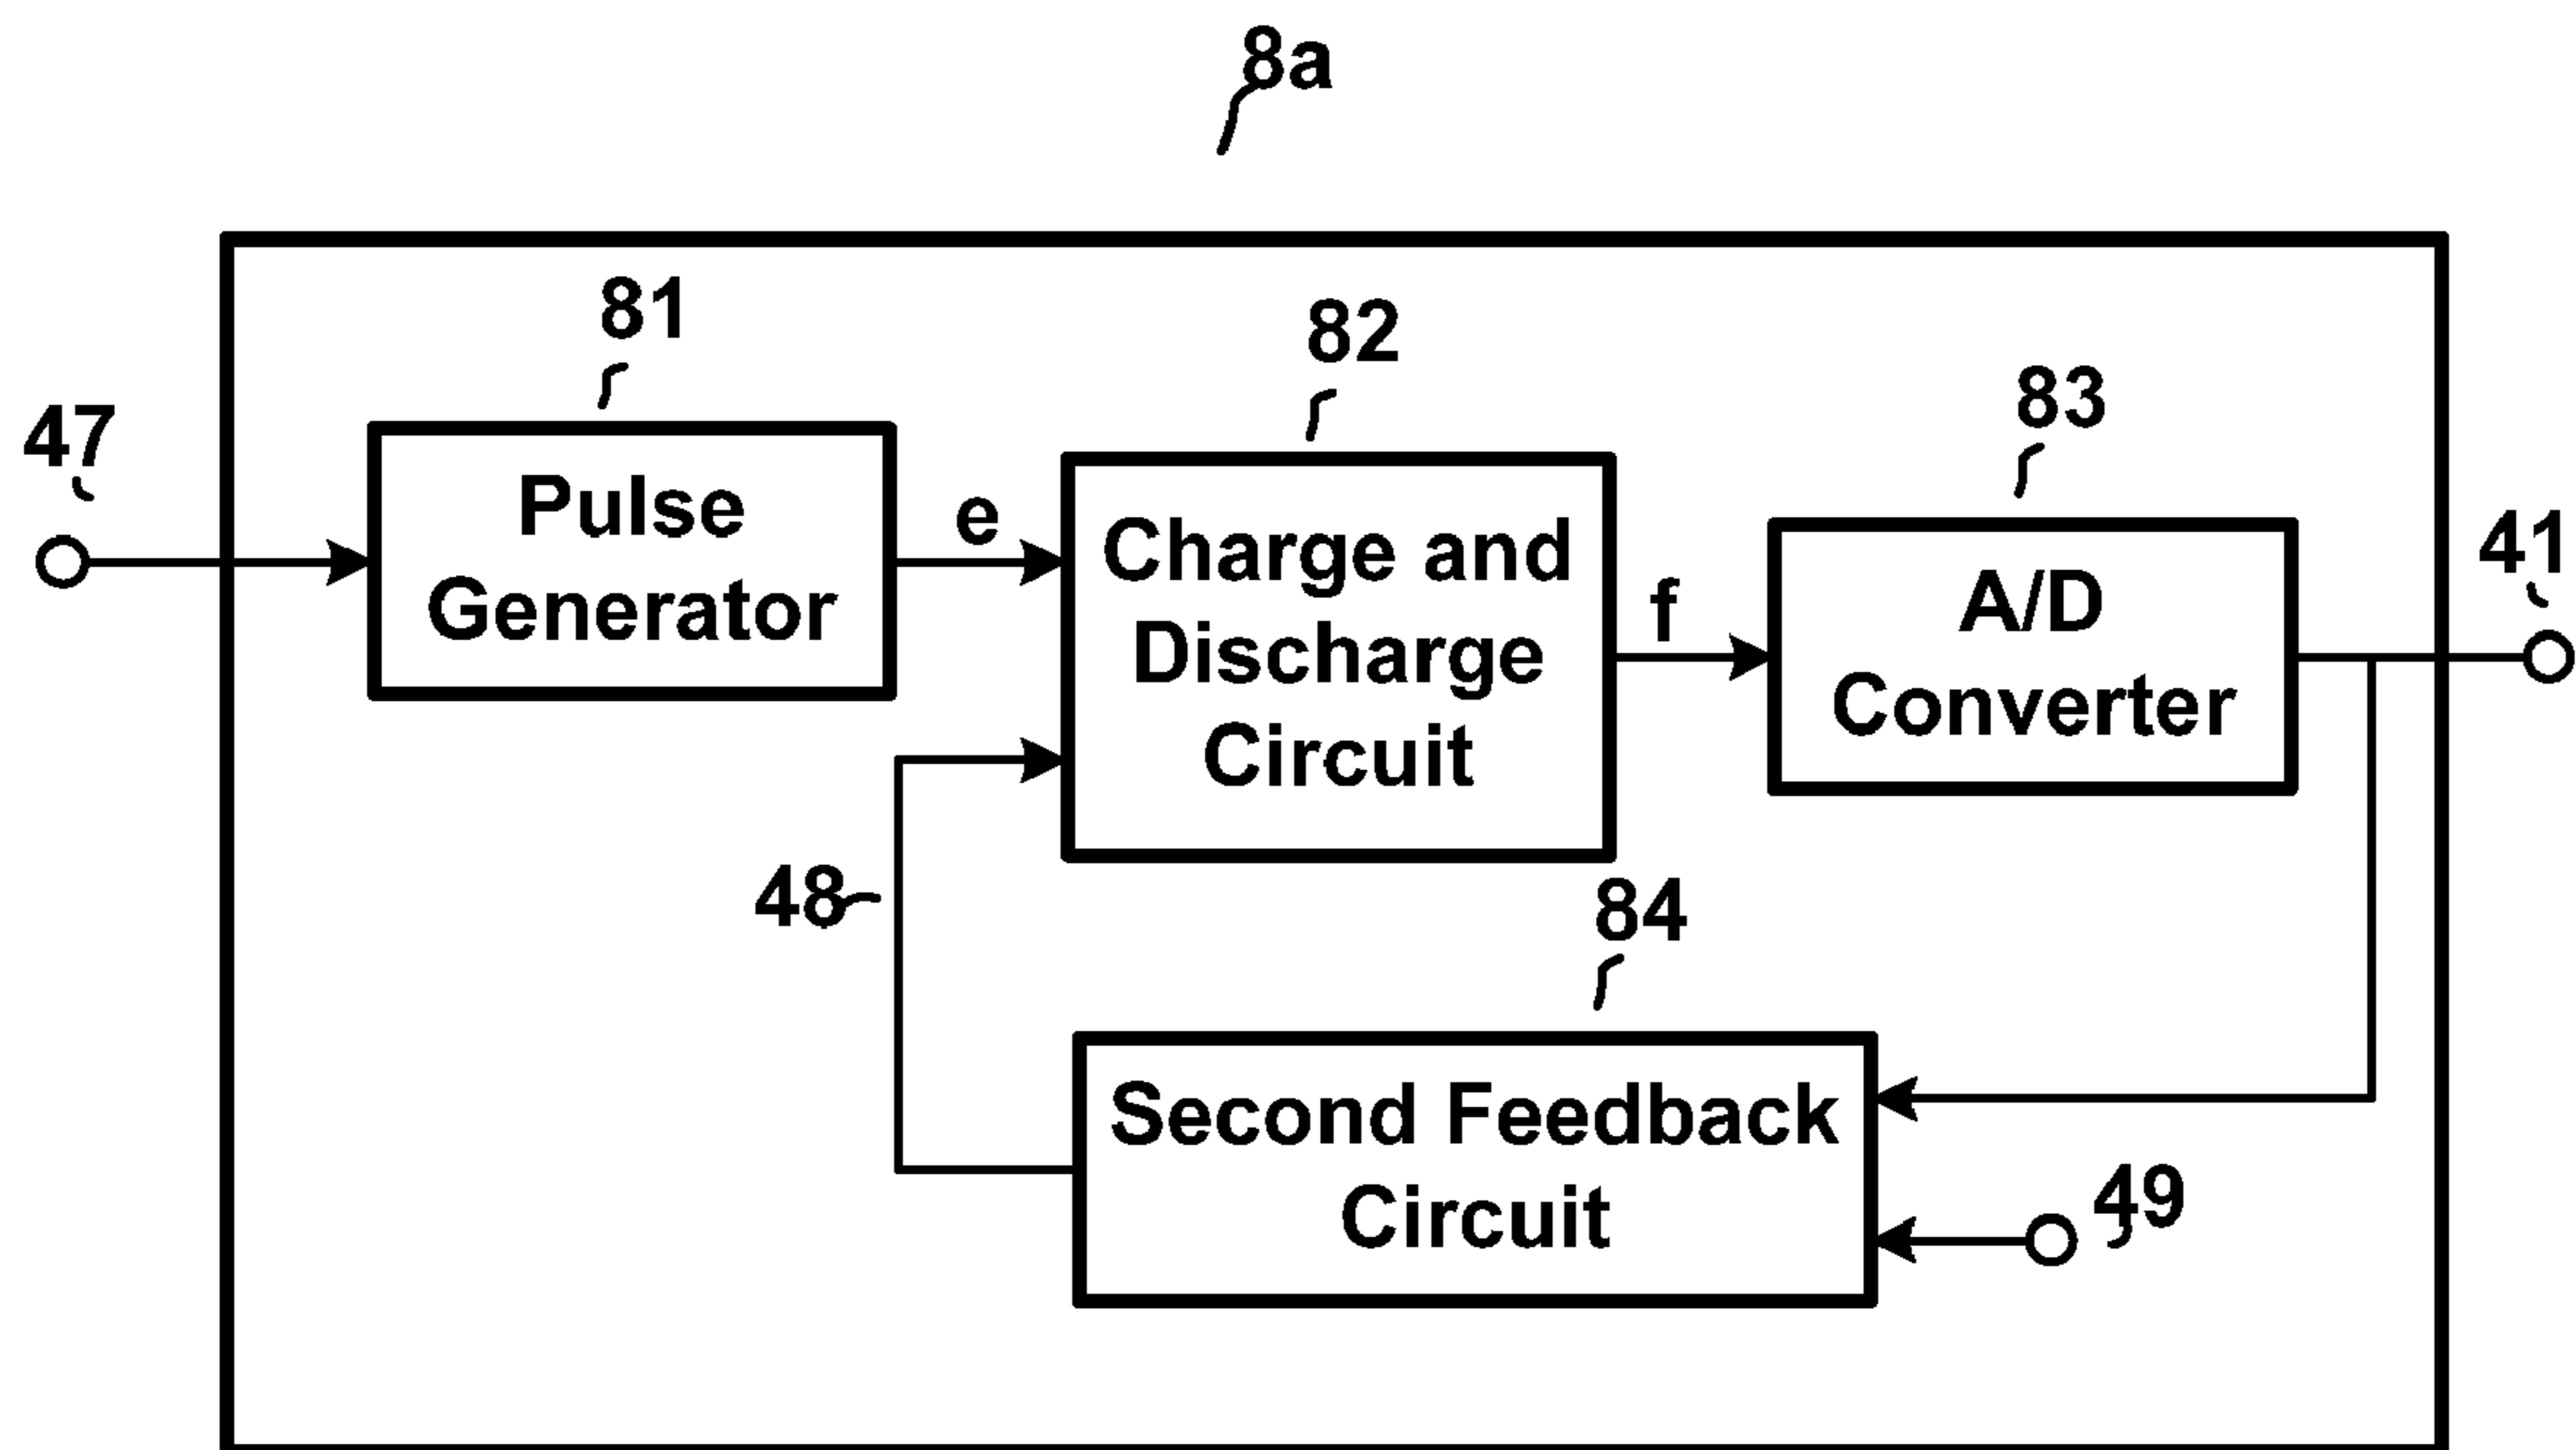 8a
81
82
83
47
41
Pulse
Generator
e
Charge and
Discharge
Circuit
f
A/D
Converter
48
84
Second Feedback
Circuit
49